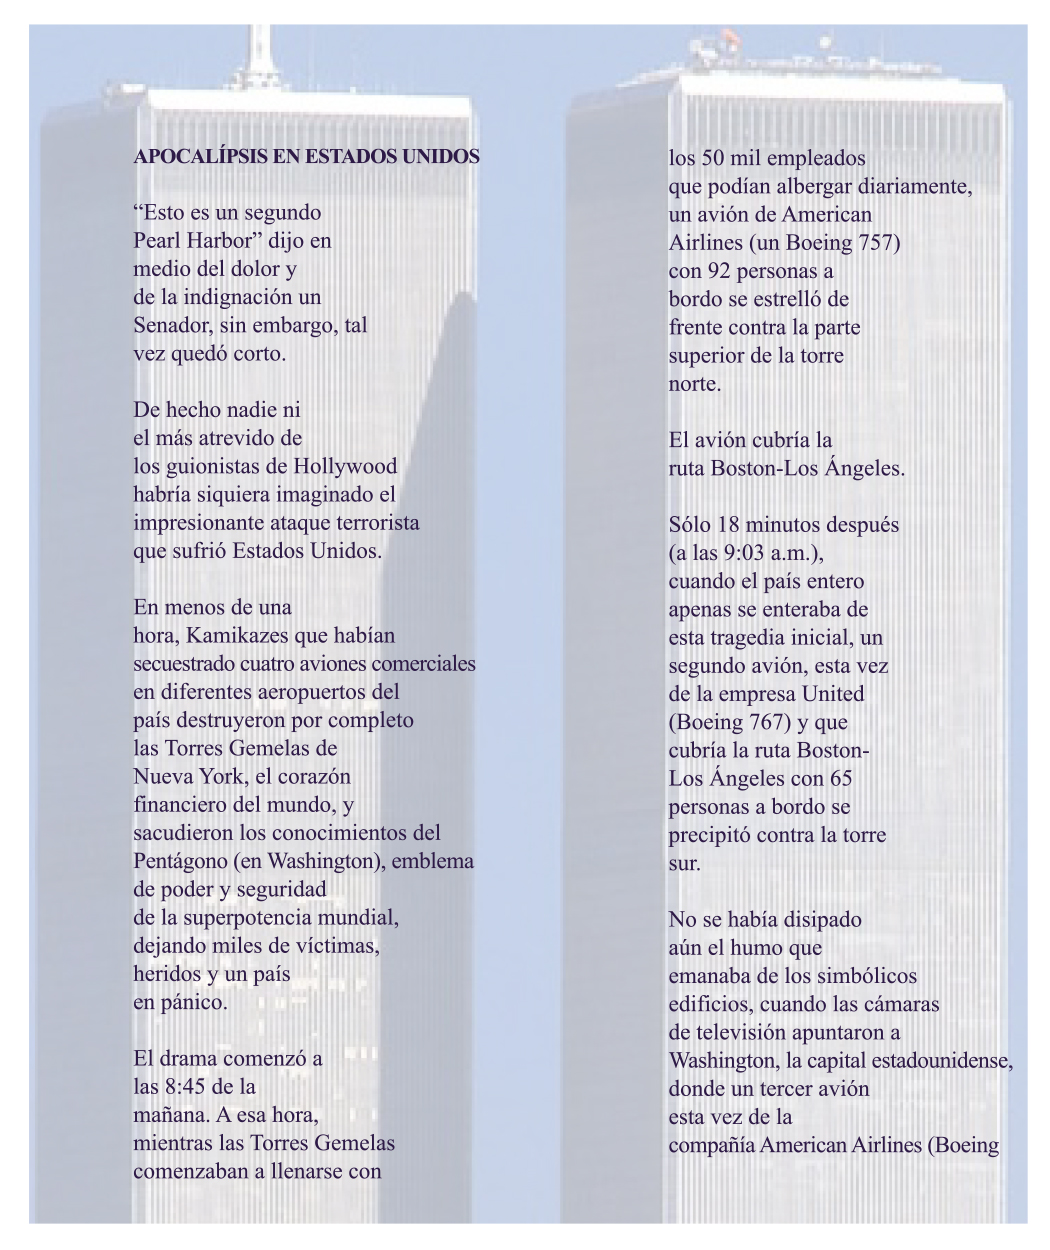 APOCALÍPSIS EN ESTADOS UNIDOS
“Esto es un segundo
Pearl Harbor” dijo en
medio del dolor y
de la indignación un
Senador, sin embargo, tal
vez quedó corto.
De hecho nadie ni
el más atrevido de
los guionistas de Hollywood
habría siquiera imaginado el
impresionante ataque terrorista
que sufrió Estados Unidos.
En menos de una
hora, Kamikazes que habían
secuestrado cuatro aviones comerciales
en diferentes aeropuertos del
país destruyeron por completo
las Torres Gemelas de
Nueva York, el corazón
financiero del mundo, y
sacudieron los conocimientos del
Pentágono (en Washington), emblema
de poder y seguridad
de la superpotencia mundial,
dejando miles de víctimas,
heridos y un país
en pánico.
El drama comenzó a
las 8:45 de la
mañana. A esa hora,
mientras las Torres Gemelas
comenzaban a llenarse con
los 50 mil empleados
que podían albergar diariamente,
un avión de American
Airlines (un Boeing 757)
con 92 personas a
bordo se estrelló de
frente contra la parte
superior de la torre
norte.
El avión cubría la
ruta Boston-Los Ángeles.
Sólo 18 minutos después
(a las 9:03 a.m.),
cuando el país entero
apenas se enteraba de
esta tragedia inicial, un
segundo avión, esta vez
de la empresa United
(Boeing 767) y que
cubría la ruta Boston-
Los Ángeles con 65
personas a bordo se
precipitó contra la torre
sur.
No se había disipado
aún el humo que
emanaba de los simbólicos
edificios, cuando las cámaras
de televisión apuntaron a
Washington, la capital estadounidense,
donde un tercer avión
esta vez de la
compañía American Airlines (Boeing